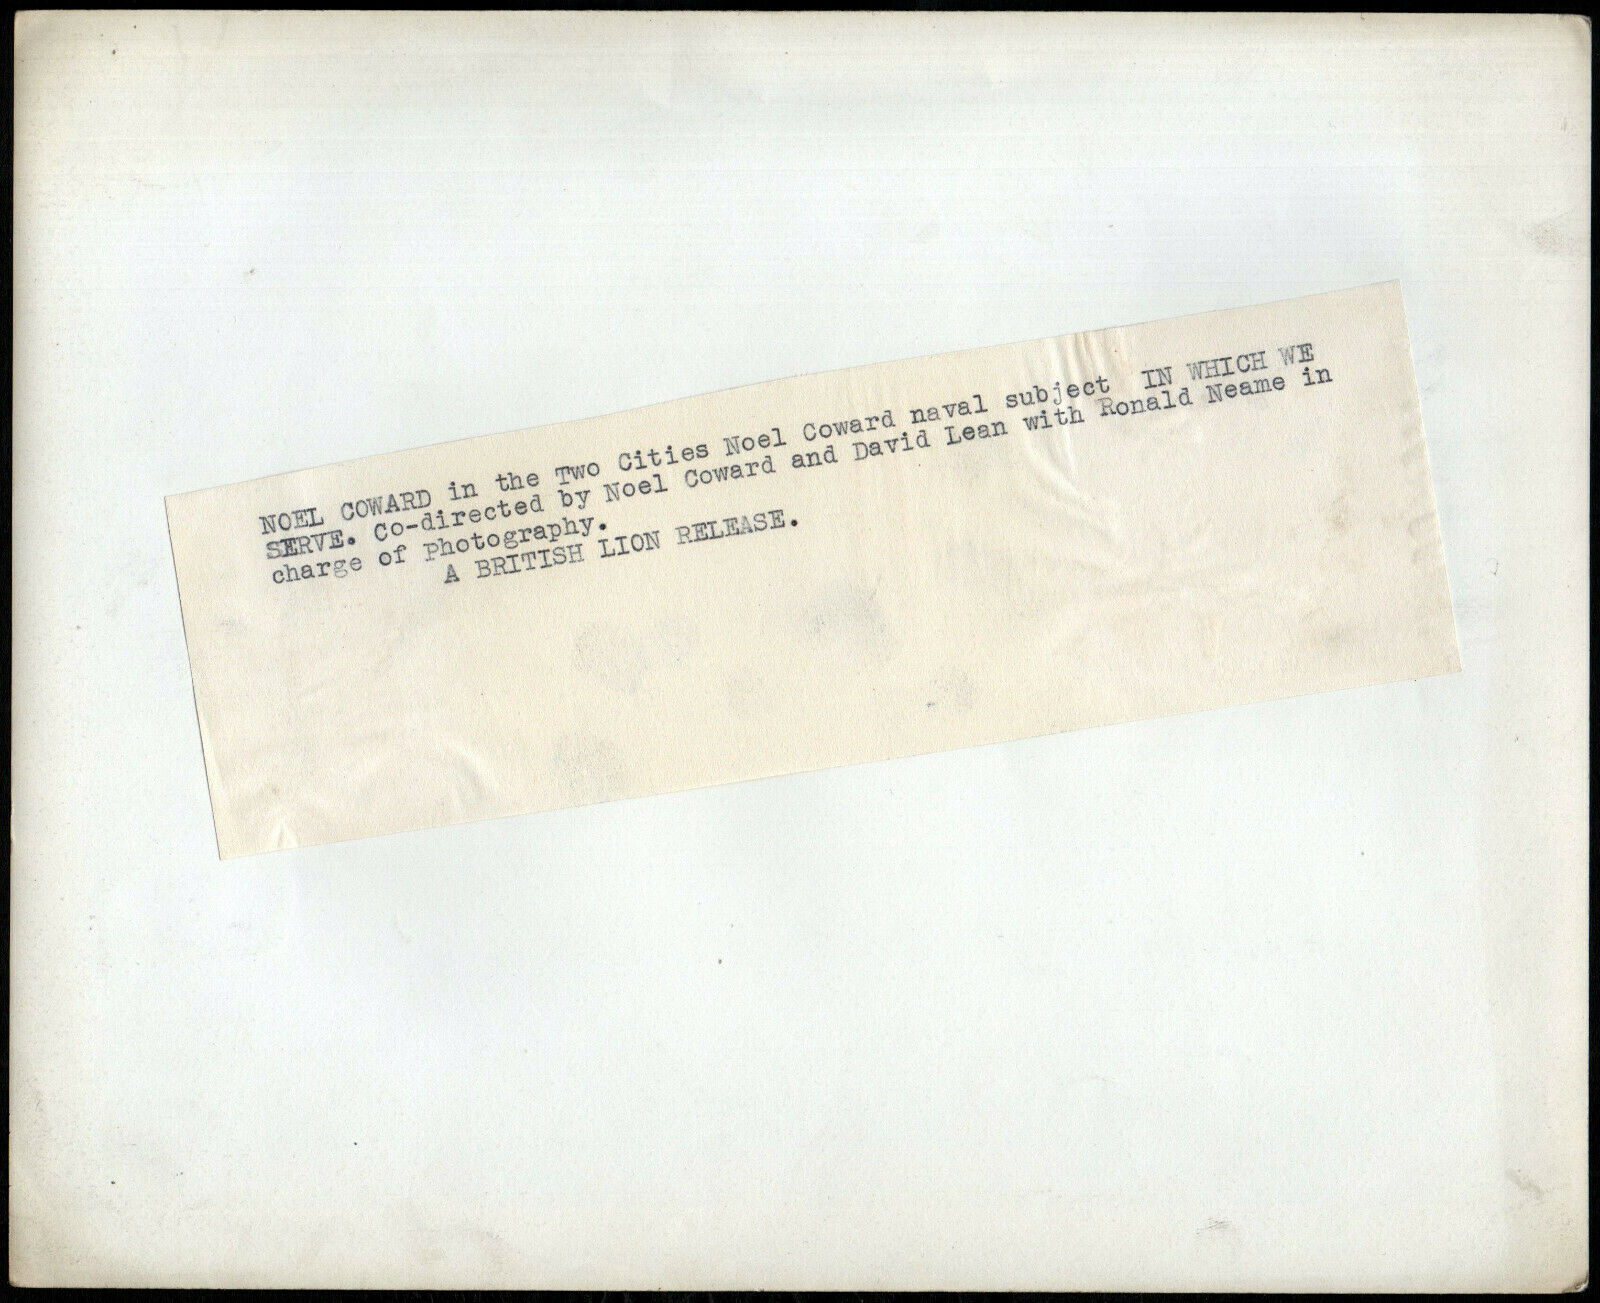 NOEL COWARD in the Two Cities Noel Coward naval subject IN WHICH WE
SERVE. Co-directed by Noel Coward and David Lean with Ronald Neame in
charge of Photography.
A BRITISH LION RELEASE.